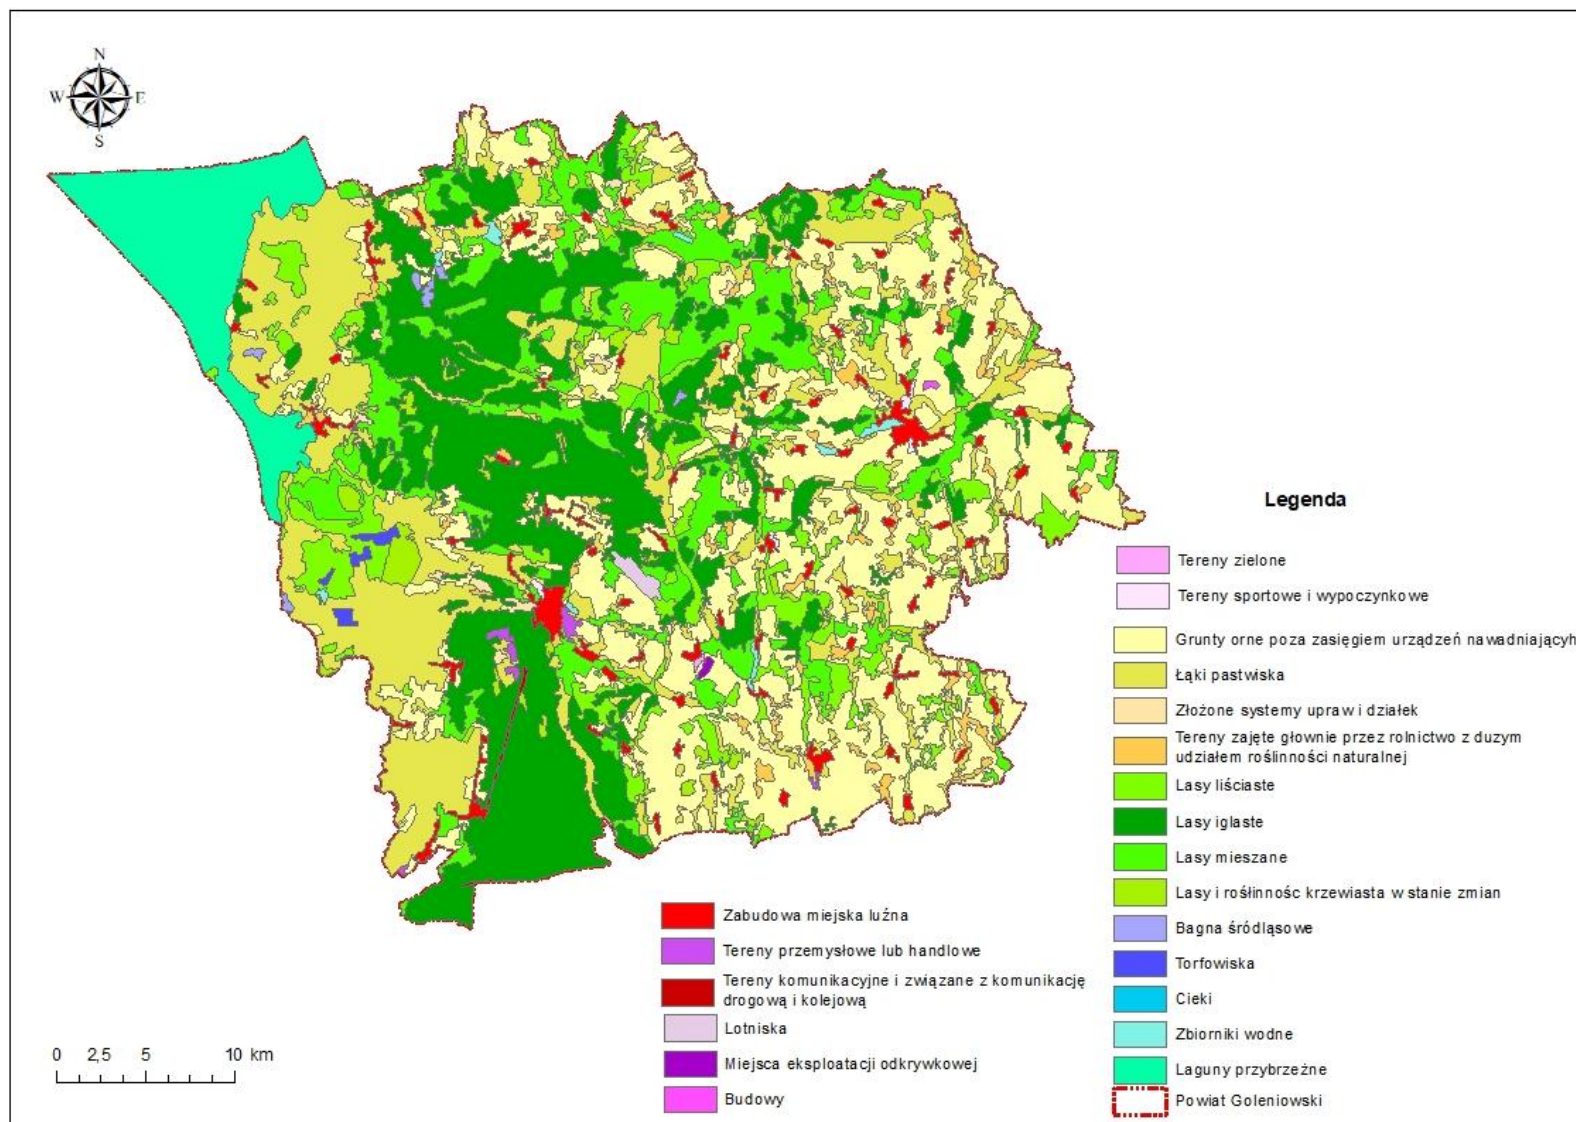 N
W E
S
Legenda
Tereny zielone
Tereny sportowe i wypoczynkowe
Grunty orne poza zasięgiem urządzeń nawadniającyh
Łąki pastwiska
Złożone systemy upraw i działek
Tereny zajęte głownie przez rolnictwo z duzym
udziałem roślinności naturalnej
Lasy liściaste
Lasy iglaste
Lasy mieszane
Lasy i rośłinnośc krzewiasta w stanie zmian
Bagna śródląsowe
Torfowiska
Cieki
Zbiorniki wodne
Laguny przybrzeżne
Powiat Goleniowski
Zabudowa miejska luźna
Tereny przemysłowe lub handlowe
Tereny komunikacyjne i związane z komunikację
drogową i kolejową
Lotniska
Miejsca eksploatacji odkrywkowej
Budowy
0 2,5 5 10 km